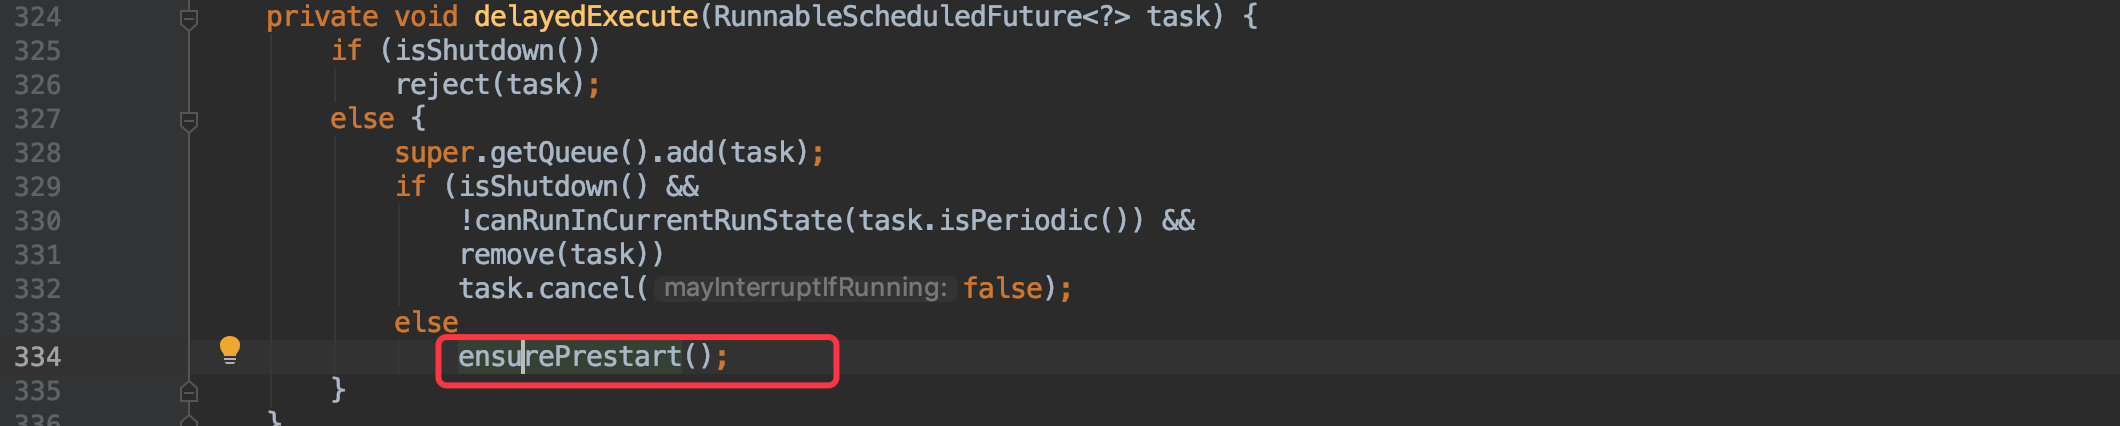 324 private void delayedExecute(RunnableScheduledFuture<?> task) {
325 if (isShutdown())
326 reject(task);
327 else {
328 super.getQueue().add(task);
329 if (isShutdown() &&
330 !canRunInCurrentRunState(task.isPeriodic()) &&
331 remove(task))
332 task.cancel( mayInterruptIfRunning: false);
333 else
334 ensurePrestart();
335 }
336 }